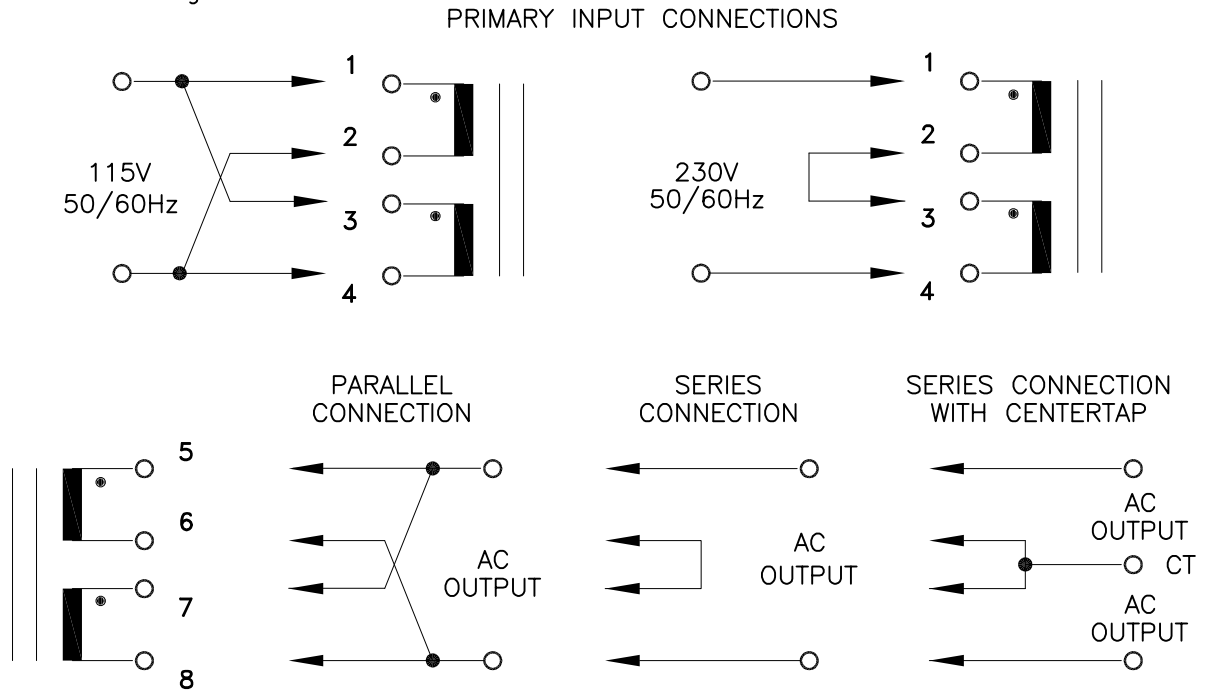 PRIMARY INPUT CONNECTIONS
1
2
3
4
115V
50/60Hz
1
2
3
4
230V
50/60Hz
PARALLEL
CONNECTION
SERIES
CONNECTION
SERIES CONNECTION
WITH CENTERTAP
5
6
7
8
AC
OUTPUT
AC
OUTPUT
AC
OUTPUT
CT
AC
OUTPUT